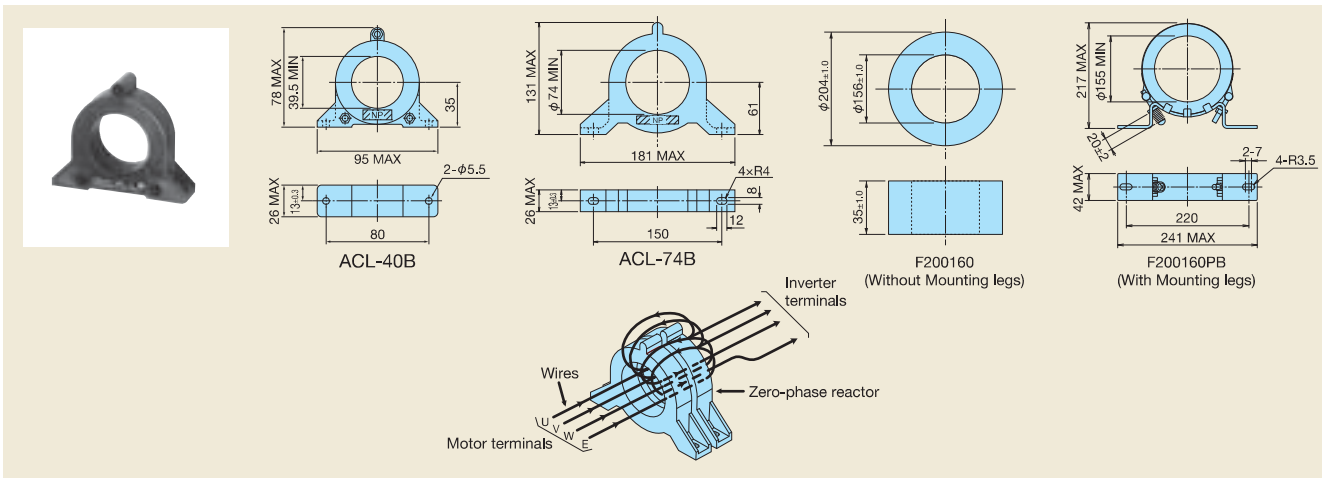 78 MAX
39.5 MIN
NP
35
95 MAX
26 MAX
13±0.3
2-φ5.5
80
ACL-40B
131 MAX
φ74 MIN
NP
61
181 MAX
26 MAX
13±0.3
4×R4
8
12
150
ACL-74B
φ204±1.0
φ156±1.0
35±1.0
F200160
(Without Mounting legs)
217 MAX
φ155 MIN
20±2
2-7
4-R3.5
42 MAX
220
241 MAX
F200160PB
(With Mounting legs)
Inverter
terminals
Wires
Zero-phase reactor
U
V
W
E
Motor terminals